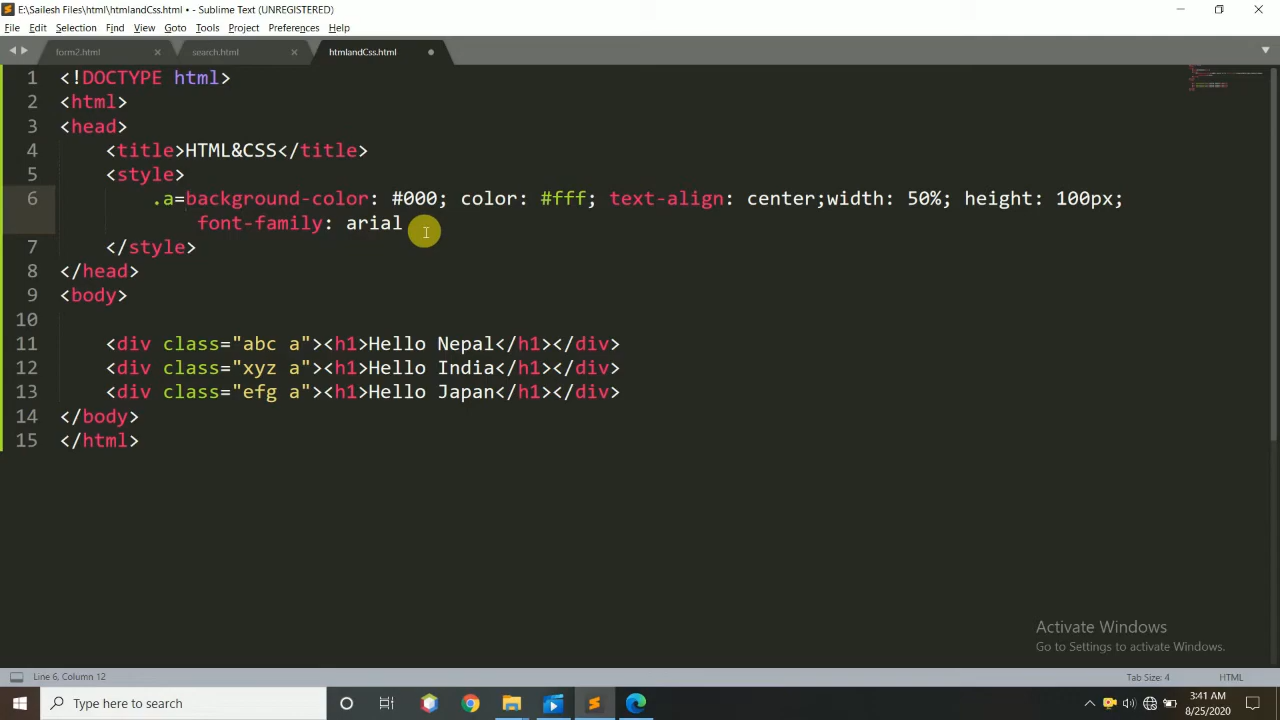 E:\Sailesh Files\html\htmlandCss.html • - Sublime Text (UNREGISTERED)
File Edit Selection Find View Goto Tools Project Preferences Help
form2.html × search.html × htmlandCss.html
1 <!DOCTYPE html>
2 <html>
3 <head>
4 <title>HTML&CSS</title>
5 <style>
6 .a=background-color: #000; color: #fff; text-align: center;width: 50%; height: 100px;
font-family: arial
7 </style>
8 </head>
9 <body>
10
11 <div class="abc a"><h1>Hello Nepal</h1></div>
12 <div class="xyz a"><h1>Hello India</h1></div>
13 <div class="efg a"><h1>Hello Japan</h1></div>
14 </body>
15 </html>
Activate Windows
Go to Settings to activate Windows.
Line 6, Column 12 Tab Size: 4 HTML
Type here to search
3:41 AM
8/25/2020